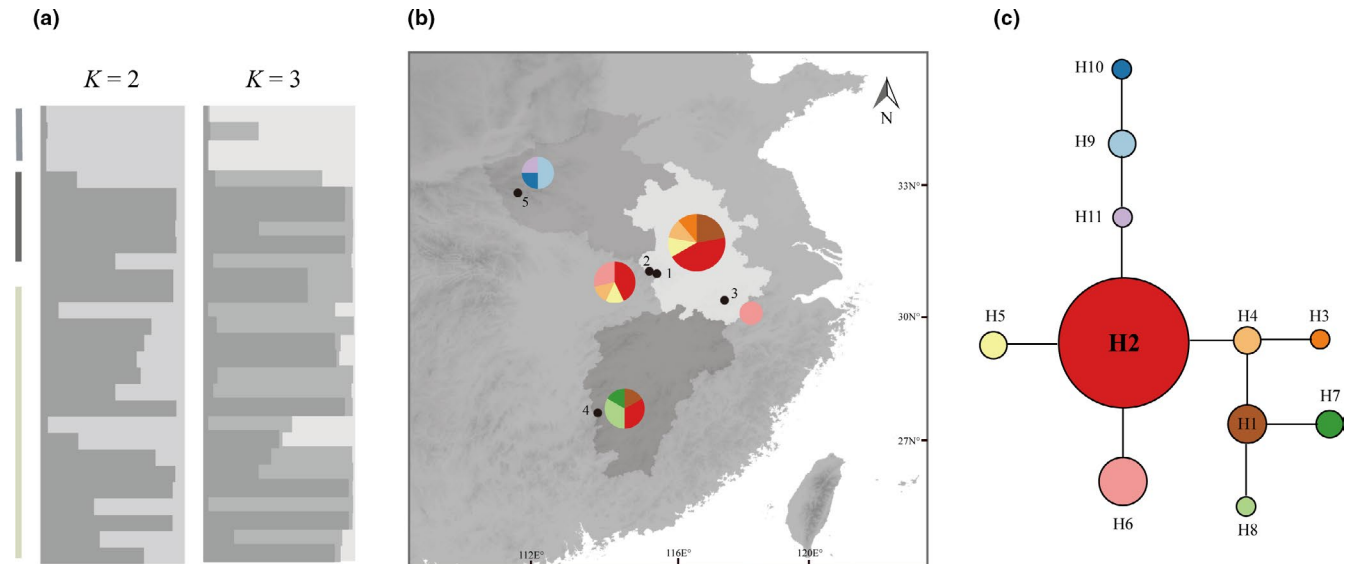 (a)
K = 2
K = 3
(b)
N
33N°
30N°
27N°
112E°
116E°
120E°
5
2
1
3
4
(c)
H10
H9
H11
H5
H2
H4
H3
H1
H7
H6
H8